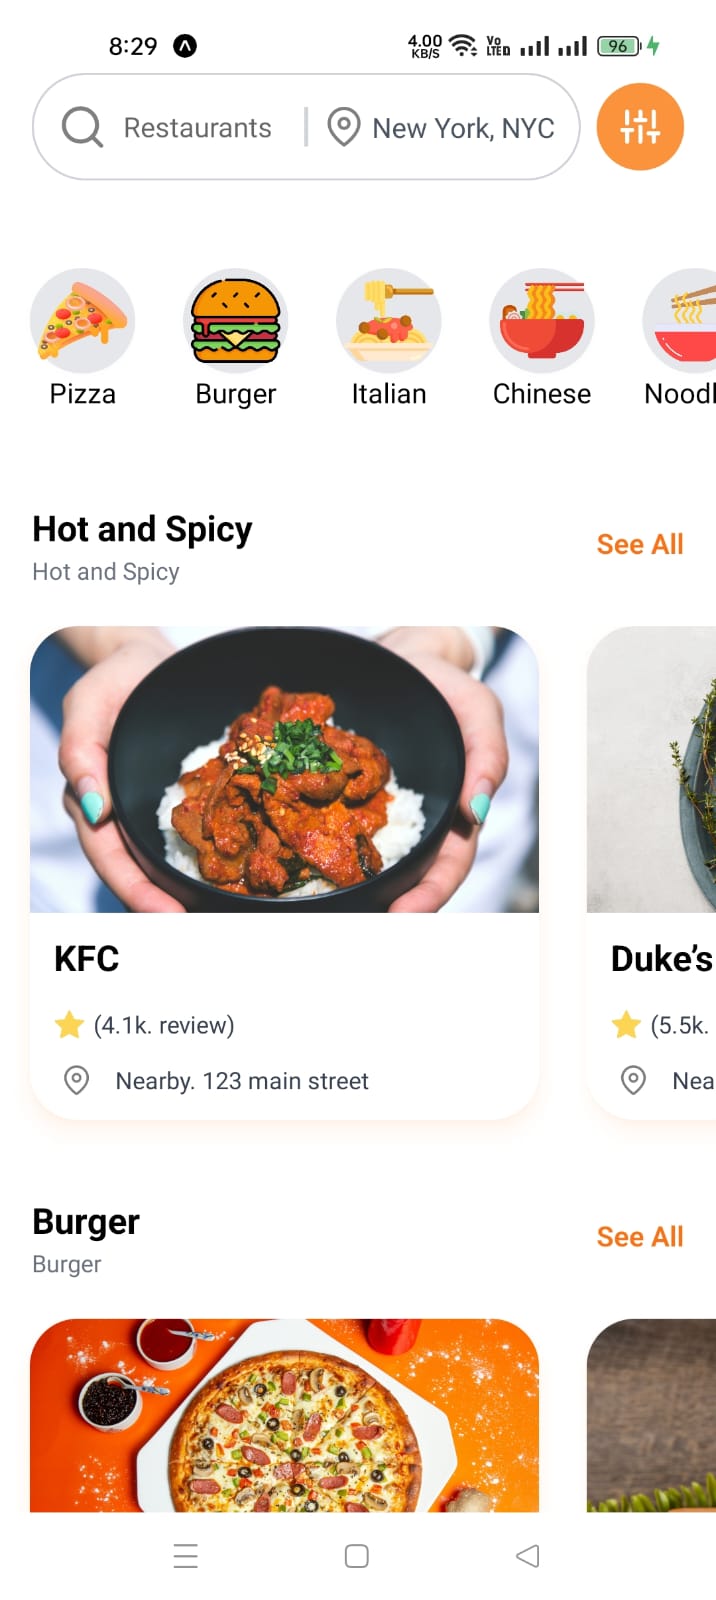 8:29 4.00 KB/S Vo LTED 96
Restaurants New York, NYC
Pizza Burger Italian Chinese Noodl
Hot and Spicy
See All
Hot and Spicy
KFC
(4.1k. review)
Nearby. 123 main street
Duke’s
(5.5k.
Nea
Burger
See All
Burger